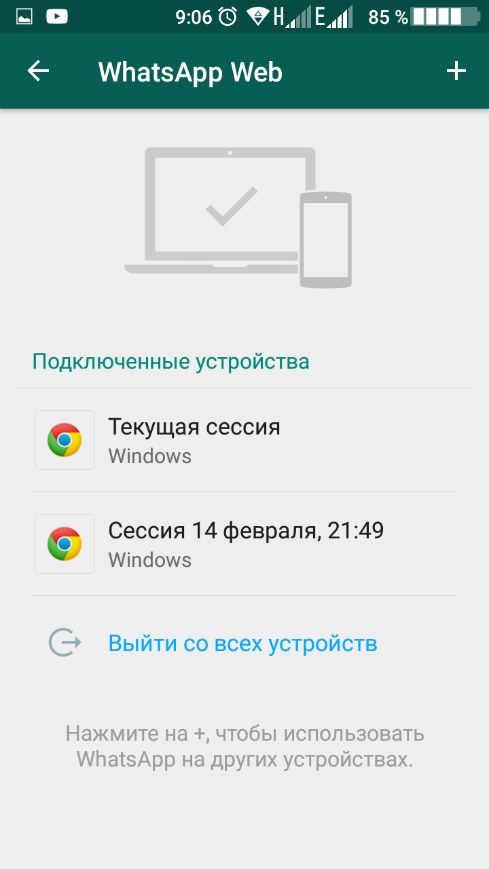 9:06 H E 85 %
WhatsApp Web
Подключенные устройства
Текущая сессия
Windows
Сессия 14 февраля, 21:49
Windows
Выйти со всех устройств
Нажмите на +, чтобы использовать
WhatsApp на других устройствах.